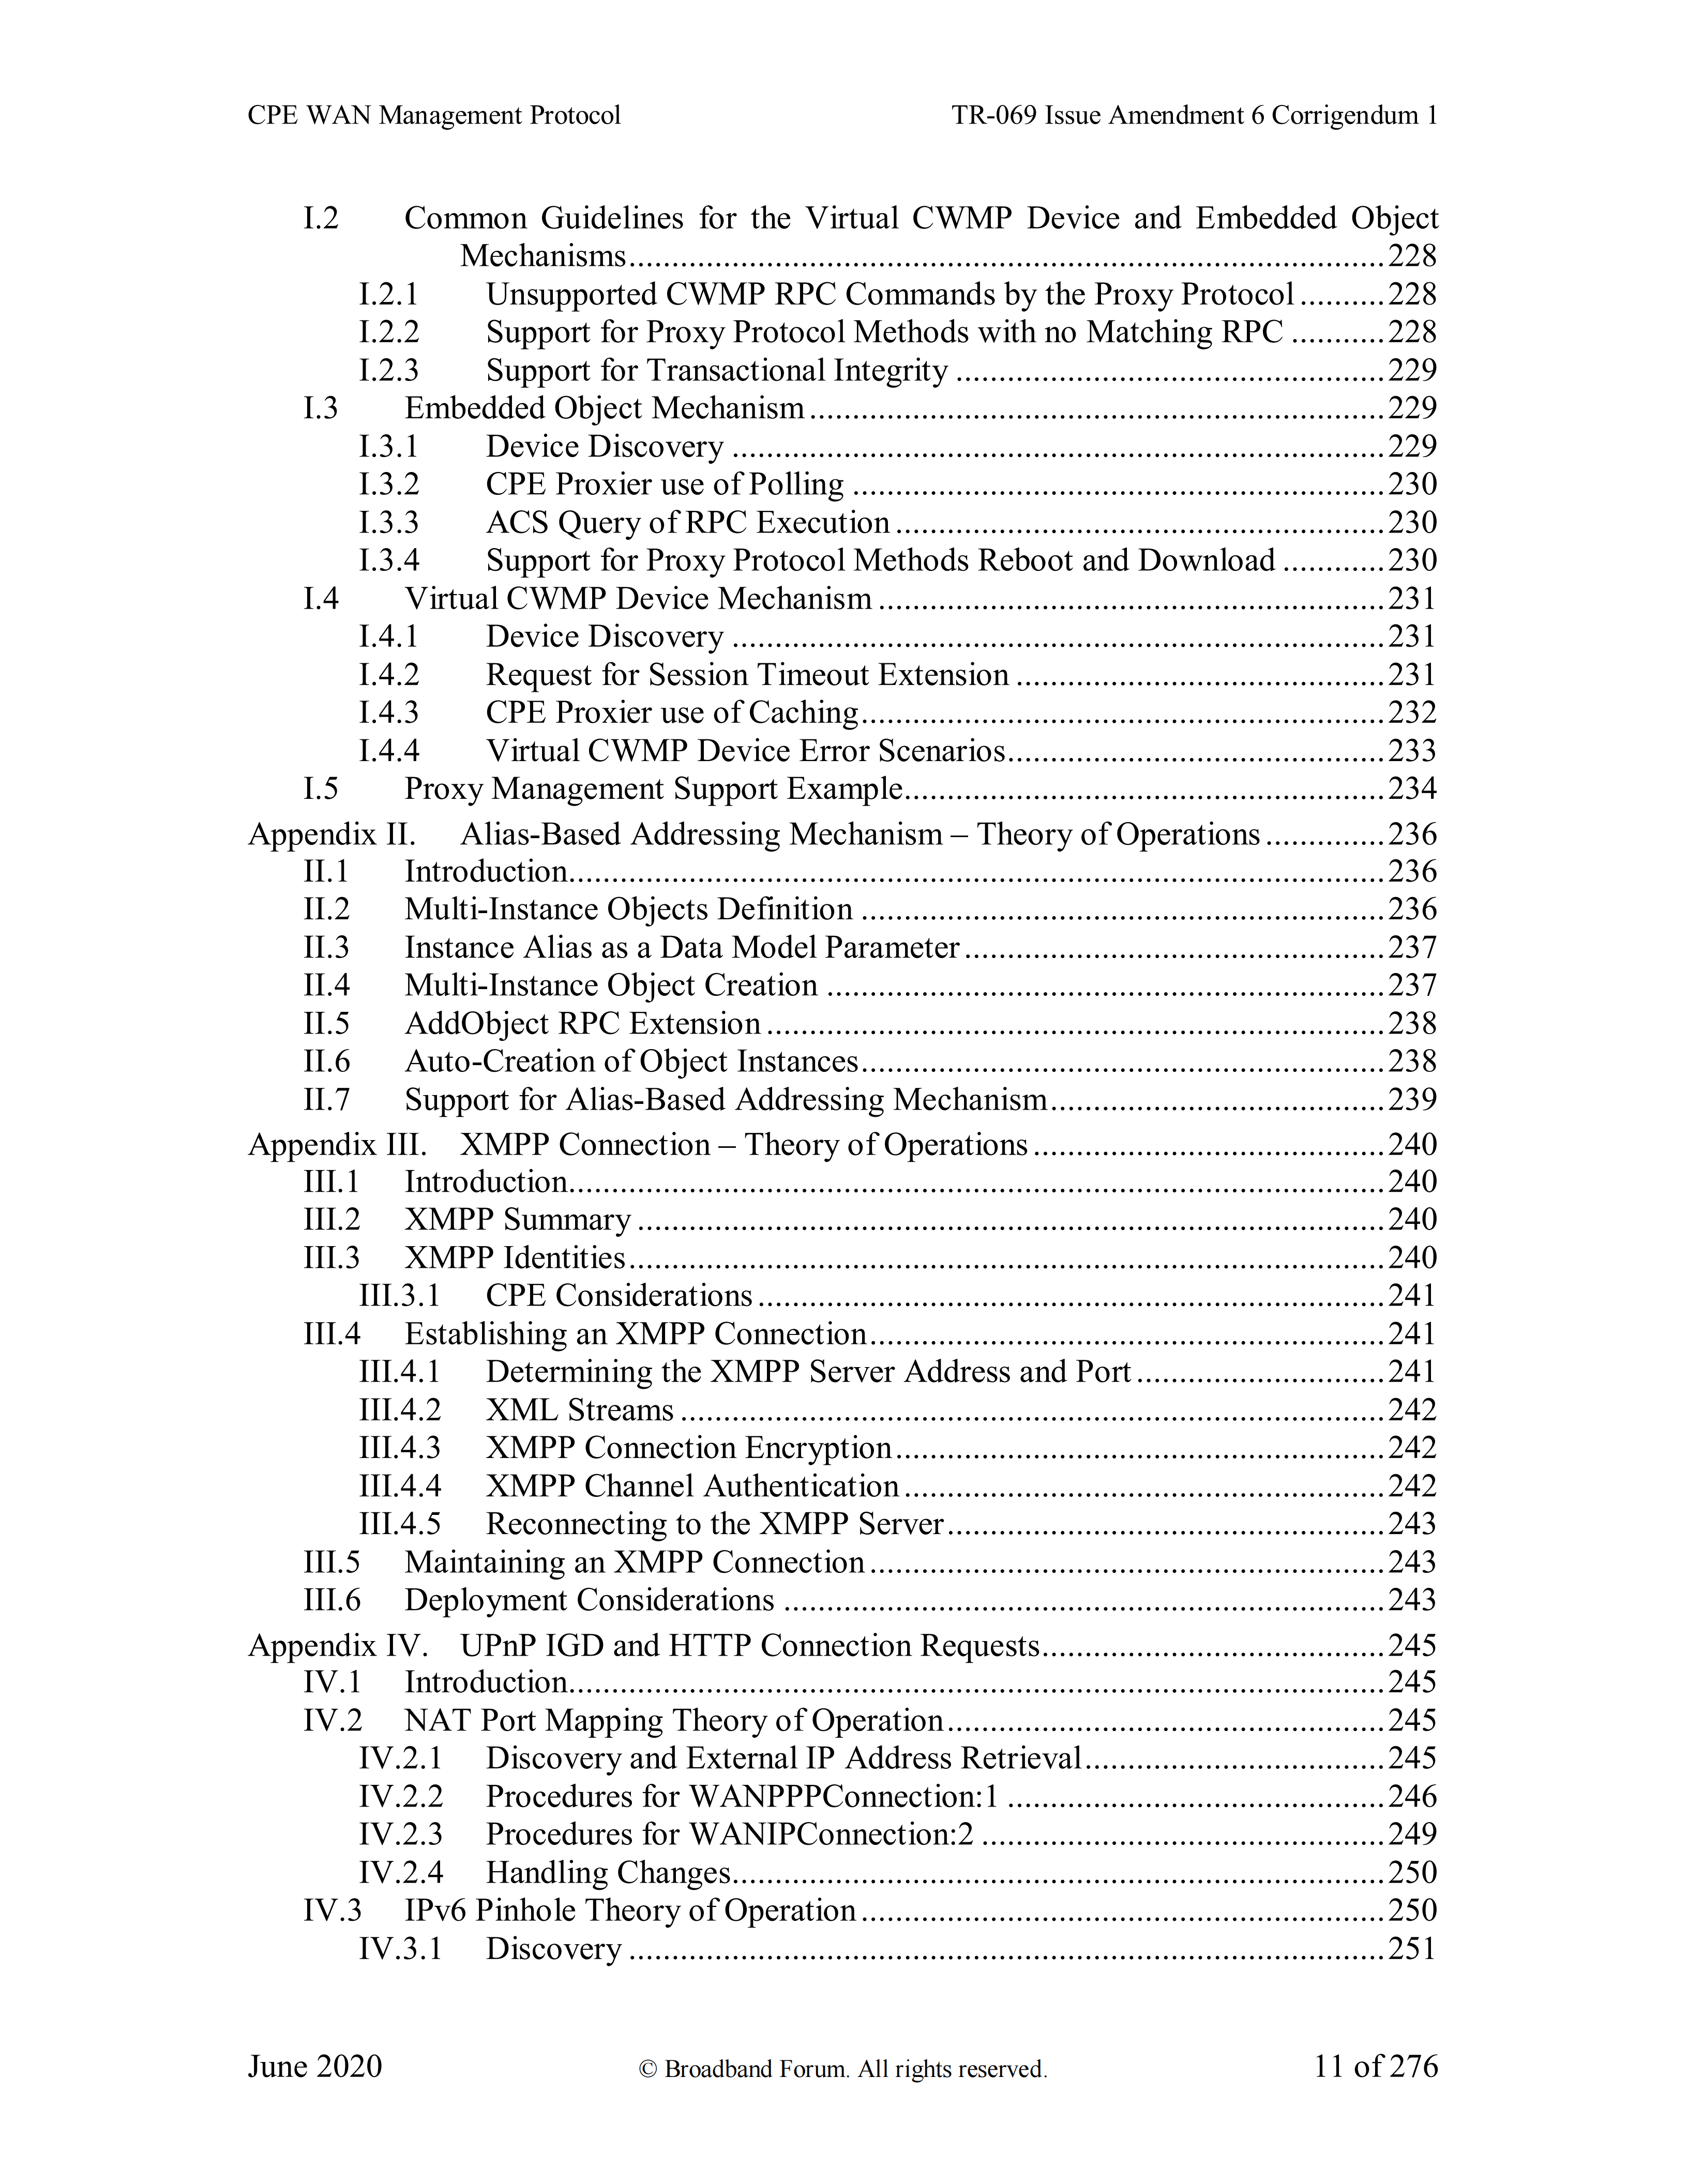 CPE WAN Management Protocol TR-069 Issue Amendment 6 Corrigendum 1
I.2 Common Guidelines for the Virtual CWMP Device and Embedded Object
Mechanisms.....228
I.2.1 Unsupported CWMP RPC Commands by the Proxy Protocol.....228
I.2.2 Support for Proxy Protocol Methods with no Matching RPC.....228
I.2.3 Support for Transactional Integrity.....229
I.3 Embedded Object Mechanism.....229
I.3.1 Device Discovery.....229
I.3.2 CPE Proxier use of Polling.....230
I.3.3 ACS Query of RPC Execution.....230
I.3.4 Support for Proxy Protocol Methods Reboot and Download.....230
I.4 Virtual CWMP Device Mechanism.....231
I.4.1 Device Discovery.....231
I.4.2 Request for Session Timeout Extension.....231
I.4.3 CPE Proxier use of Caching.....232
I.4.4 Virtual CWMP Device Error Scenarios.....233
I.5 Proxy Management Support Example.....234
Appendix II. Alias-Based Addressing Mechanism – Theory of Operations.....236
II.1 Introduction.....236
II.2 Multi-Instance Objects Definition.....236
II.3 Instance Alias as a Data Model Parameter.....237
II.4 Multi-Instance Object Creation.....237
II.5 AddObject RPC Extension.....238
II.6 Auto-Creation of Object Instances.....238
II.7 Support for Alias-Based Addressing Mechanism.....239
Appendix III. XMPP Connection – Theory of Operations.....240
III.1 Introduction.....240
III.2 XMPP Summary.....240
III.3 XMPP Identities.....240
III.3.1 CPE Considerations.....241
III.4 Establishing an XMPP Connection.....241
III.4.1 Determining the XMPP Server Address and Port.....241
III.4.2 XML Streams.....242
III.4.3 XMPP Connection Encryption.....242
III.4.4 XMPP Channel Authentication.....242
III.4.5 Reconnecting to the XMPP Server.....243
III.5 Maintaining an XMPP Connection.....243
III.6 Deployment Considerations.....243
Appendix IV. UPnP IGD and HTTP Connection Requests.....245
IV.1 Introduction.....245
IV.2 NAT Port Mapping Theory of Operation.....245
IV.2.1 Discovery and External IP Address Retrieval.....245
IV.2.2 Procedures for WANPPPConnection:1.....246
IV.2.3 Procedures for WANIPConnection:2.....249
IV.2.4 Handling Changes.....250
IV.3 IPv6 Pinhole Theory of Operation.....250
IV.3.1 Discovery.....251
June 2020 © Broadband Forum. All rights reserved. 11 of 276